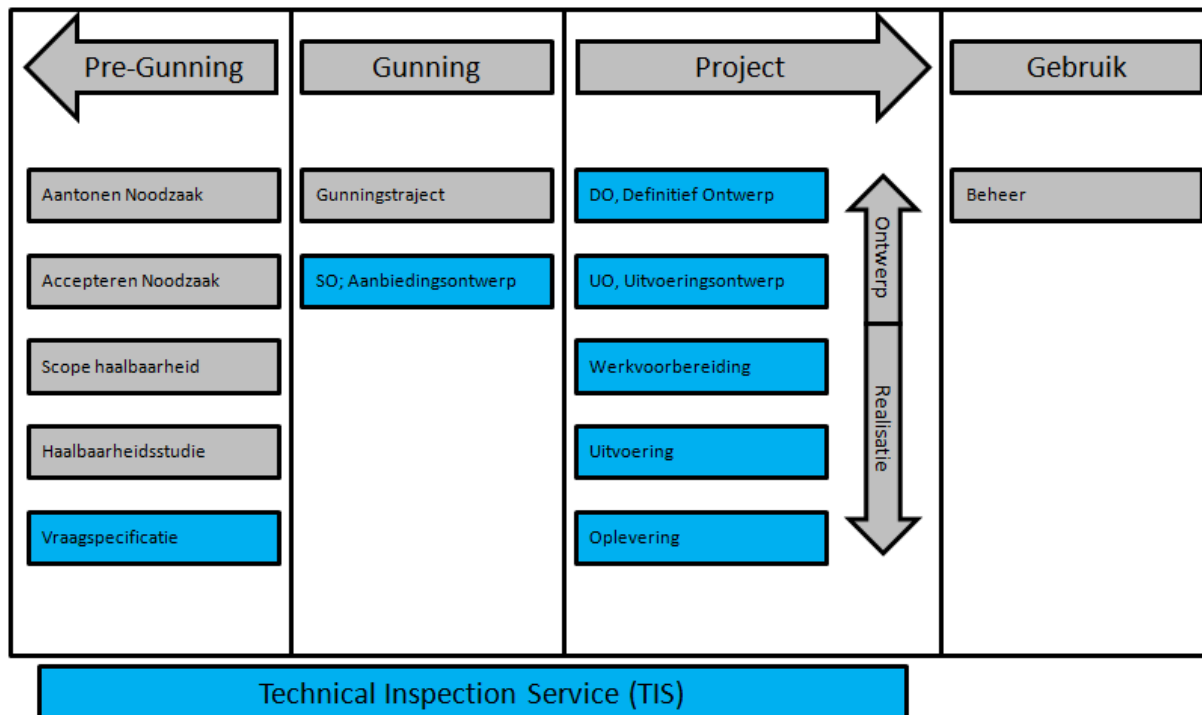 Pre-Gunning
Gunning
Project
Gebruik
Aantonen Noodzaak
Accepteren Noodzaak
Scope haalbaarheid
Haalbaarheidsstudie
Vraagspecificatie
Gunningstraject
SO; Aanbiedingsontwerp
DO, Definitief Ontwerp
UO, Uitvoeringsontwerp
Werkvoorbereiding
Uitvoering
Oplevering
Ontwerp
Realisatie
Beheer
Technical Inspection Service (TIS)